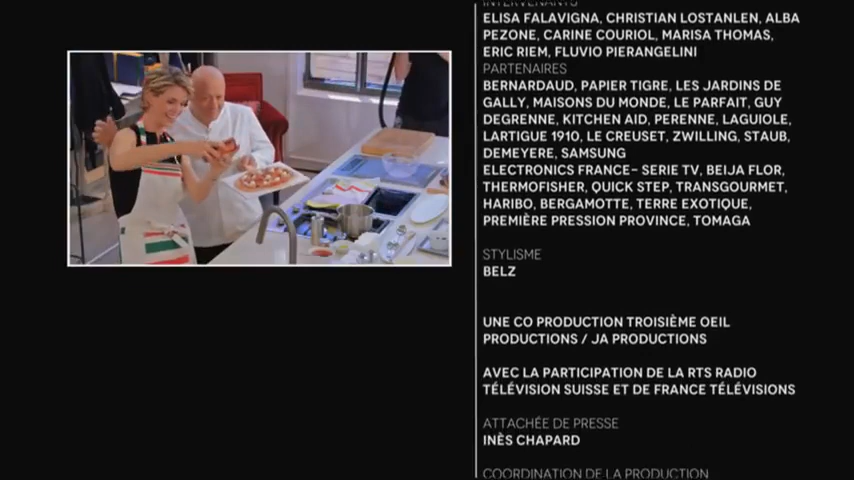 INTERVENANTS
ELISA FALAVIGNA, CHRISTIAN LOSTANLEN, ALBA
PEZONE, CARINE COURIOL, MARISA THOMAS,
ERIC RIEM, FLUVIO PIERANGELINI
PARTENAIRES
BERNARDAUD, PAPIER TIGRE, LES JARDINS DE
GALLY, MAISONS DU MONDE, LE PARFAIT, GUY
DEGRENNE, KITCHEN AID, PERENNE, LAGUIOLE,
LARTIGUE 1910, LE CREUSET, ZWILLING, STAUB,
DEMEYERE, SAMSUNG
ELECTRONICS FRANCE- SERIE TV, BEIJA FLOR,
THERMOFISHER, QUICK STEP, TRANSGOURMET,
HARIBO, BERGAMOTTE, TERRE EXOTIQUE,
PREMIÈRE PRESSION PROVINCE, TOMAGA
STYLISME
BELZ
UNE CO PRODUCTION TROISIÈME OEIL
PRODUCTIONS / JA PRODUCTIONS
AVEC LA PARTICIPATION DE LA RTS RADIO
TÉLÉVISION SUISSE ET DE FRANCE TÉLÉVISIONS
ATTACHÉE DE PRESSE
INÈS CHAPARD
COORDINATION DE LA PRODUCTION